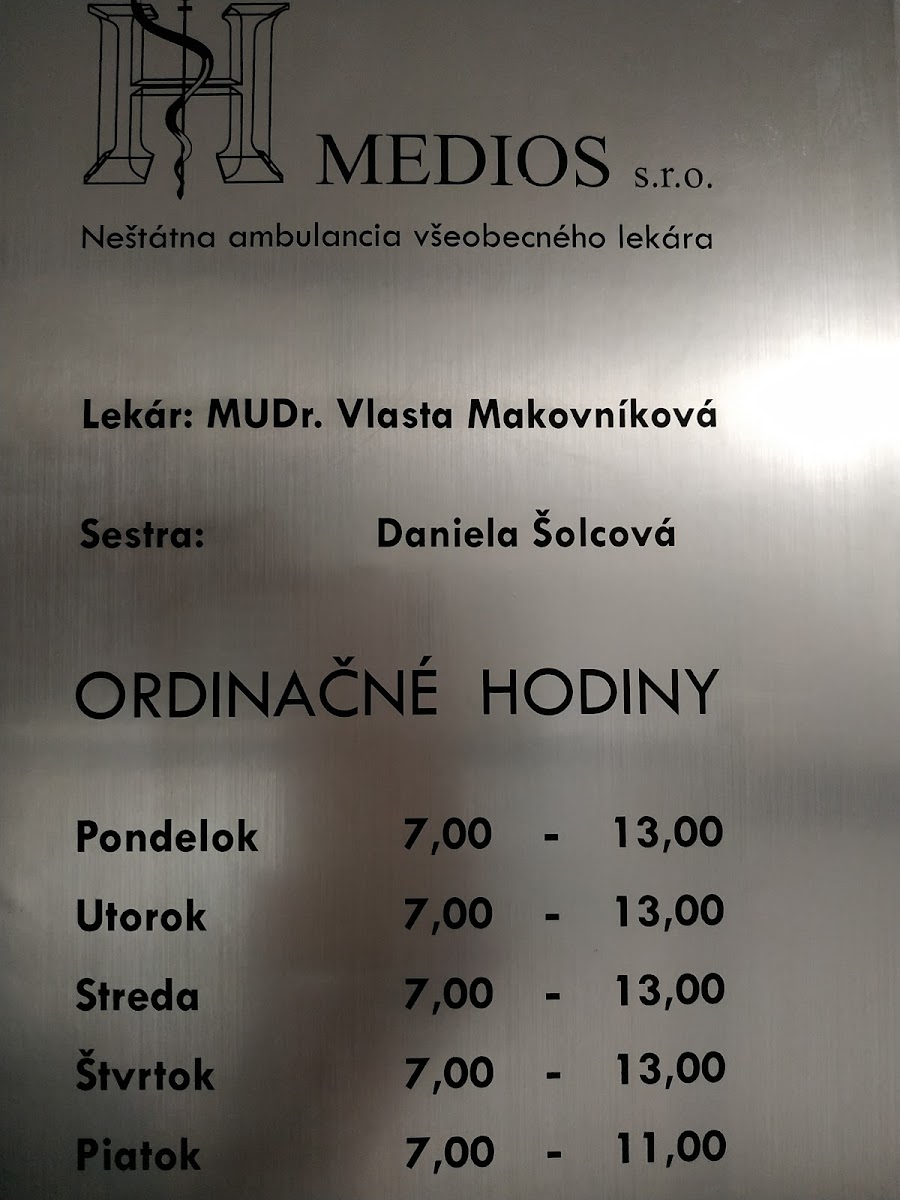 H
MEDIOS s.r.o.
Neštátna ambulancia všeobecného lekára
Lekár: MUDr. Vlasta Makovníková
Sestra: Daniela Šolcová
ORDINAČNÉ HODINY
Pondelok 7,00 - 13,00
Utorok 7,00 - 13,00
Streda 7,00 - 13,00
Štvrtok 7,00 - 13,00
Piatok 7,00 - 11,00